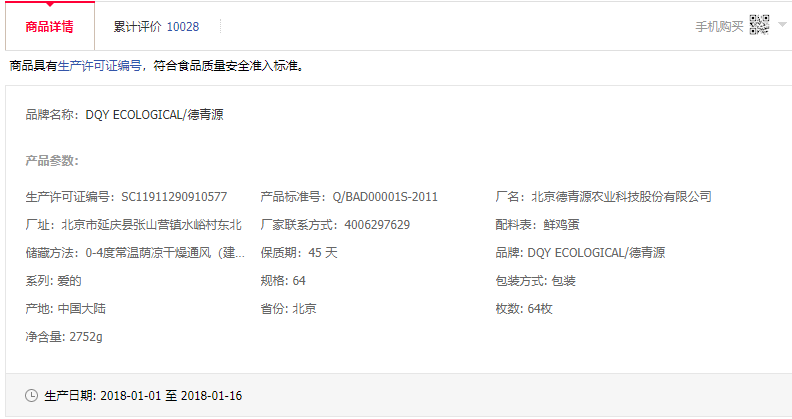 商品详情 累计评价 10028 手机购买
商品具有生产许可证编号，符合食品质量安全准入标准。
品牌名称：DQY ECOLOGICAL/德青源
产品参数：
生产许可证编号：SC11911290910577 产品标准号：Q/BAD00001S-2011 厂名：北京德青源农业科技股份有限公司
厂址：北京市延庆县张山营镇水峪村东北 厂家联系方式：4006297629 配料表：鲜鸡蛋
储藏方法：0-4度常温荫凉干燥通风（建... 保质期：45 天 品牌: DQY ECOLOGICAL/德青源
系列: 爱的 规格: 64 包装方式: 包装
产地: 中国大陆 省份: 北京 枚数: 64枚
净含量: 2752g
生产日期: 2018-01-01 至 2018-01-16